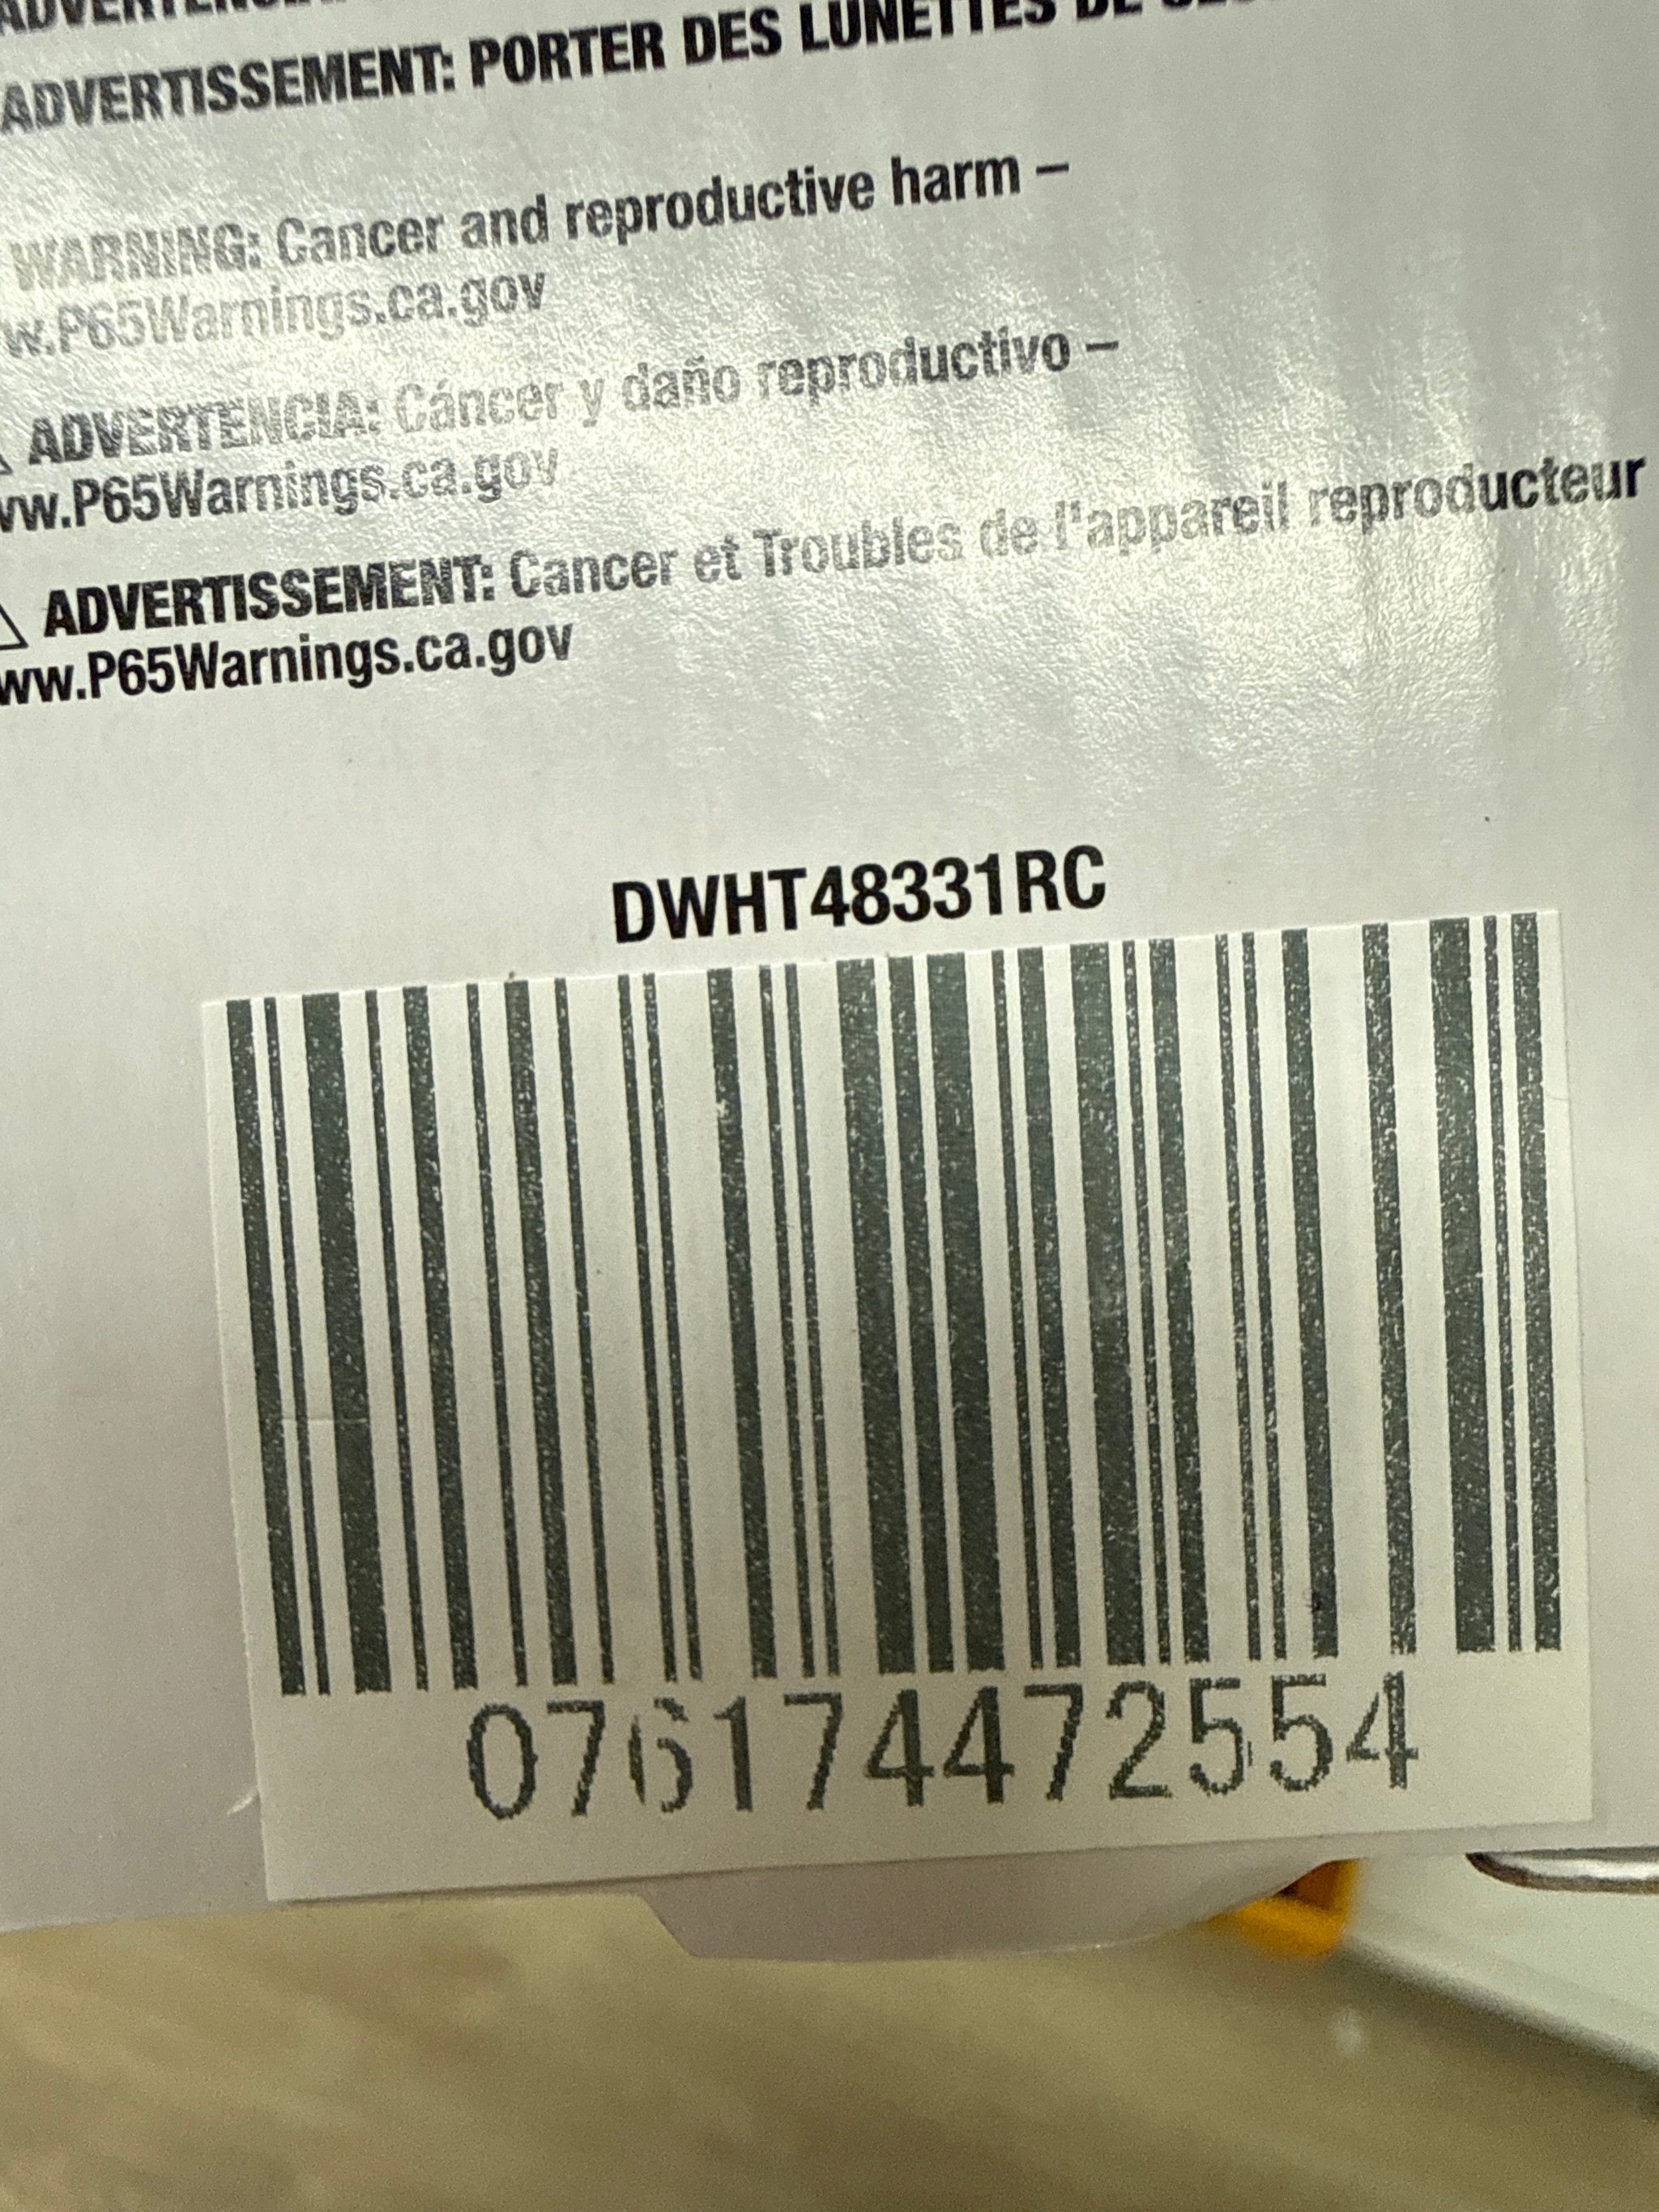 ADVERTISSEMENT: PORTER DES LUNETTES DE
WARNING: Cancer and reproductive harm –
w.P65Warnings.ca.gov
ADVERTENCIA: Cáncer y daño reproductivo –
ww.P65Warnings.ca.gov
ADVERTISSEMENT: Cancer et Troubles de l'appareil reproducteur
ww.P65Warnings.ca.gov
DWHT48331RC
076174472554